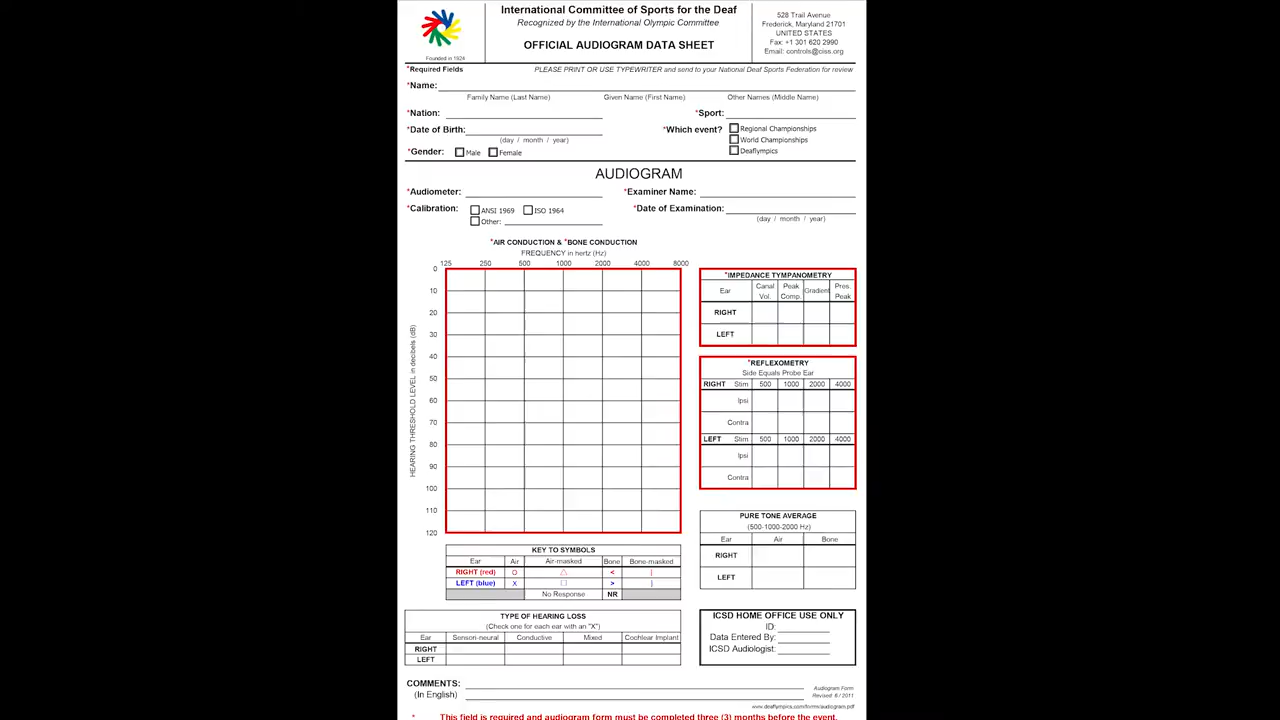 International Committee of Sports for the Deaf
Recognized by the International Olympic Committee
OFFICIAL AUDIOGRAM DATA SHEET
Founded in 1924
528 Trail Avenue
Frederick, Maryland 21701
UNITED STATES
Fax: +1 301 620 2990
Email: controls@ciss.org
*Required Fields PLEASE PRINT OR USE TYPEWRITER and send to your National Deaf Sports Federation for review
*Name:
Family Name (Last Name) Given Name (First Name) Other Names (Middle Name)
*Nation: *Sport:
*Date of Birth: *Which event? Regional Championships
(day / month / year) World Championships
*Gender: Male Female Deaflympics
AUDIOGRAM
*Audiometer: *Examiner Name:
*Calibration: ANSI 1969 ISO 1964 *Date of Examination:
Other: (day / month / year)
*AIR CONDUCTION & *BONE CONDUCTION
FREQUENCY in hertz (Hz)
125 250 500 1000 2000 4000 8000
HEARING THRESHOLD LEVEL in decibels (dB)
0
10
20
30
40
50
60
70
80
90
100
110
120
*IMPEDANCE TYMPANOMETRY
Ear Canal Vol. Peak Comp. Gradient Pres. Peak
RIGHT
LEFT
*REFLEXOMETRY
Side Equals Probe Ear
RIGHT Stim 500 1000 2000 4000
Ipsi
Contra
LEFT Stim 500 1000 2000 4000
Ipsi
Contra
PURE TONE AVERAGE
(500-1000-2000 Hz)
Ear Air Bone
RIGHT
LEFT
KEY TO SYMBOLS
Ear Air Air-masked Bone Bone-masked
RIGHT (red) O △ < |
LEFT (blue) X □ > |
No Response NR
TYPE OF HEARING LOSS
(Check one for each ear with an "X")
Ear Sensori-neural Conductive Mixed Cochlear Implant
RIGHT
LEFT
ICSD HOME OFFICE USE ONLY
ID:
Data Entered By:
ICSD Audiologist:
COMMENTS:
(In English)
Audiogram Form
Revised 6/2011
* This field is required and audiogram form must be completed three (3) months before the event.